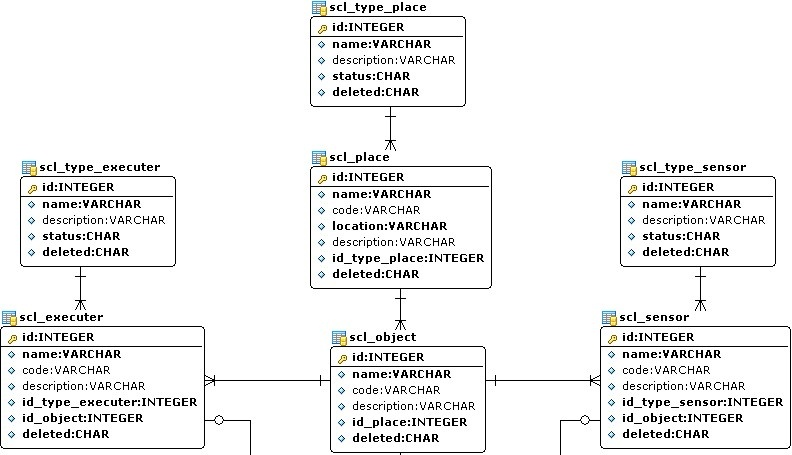 scl_type_place
id:INTEGER
name:VARCHAR
description:VARCHAR
status:CHAR
deleted:CHAR
scl_place
id:INTEGER
name:VARCHAR
code:VARCHAR
location:VARCHAR
description:VARCHAR
id_type_place:INTEGER
deleted:CHAR
scl_type_executer
id:INTEGER
name:VARCHAR
description:VARCHAR
status:CHAR
deleted:CHAR
scl_type_sensor
id:INTEGER
name:VARCHAR
description:VARCHAR
status:CHAR
deleted:CHAR
scl_executer
id:INTEGER
name:VARCHAR
code:VARCHAR
description:VARCHAR
id_type_executer:INTEGER
id_object:INTEGER
deleted:CHAR
scl_object
id:INTEGER
name:VARCHAR
code:VARCHAR
description:VARCHAR
id_place:INTEGER
deleted:CHAR
scl_sensor
id:INTEGER
name:VARCHAR
code:VARCHAR
description:VARCHAR
id_type_sensor:INTEGER
id_object:INTEGER
deleted:CHAR